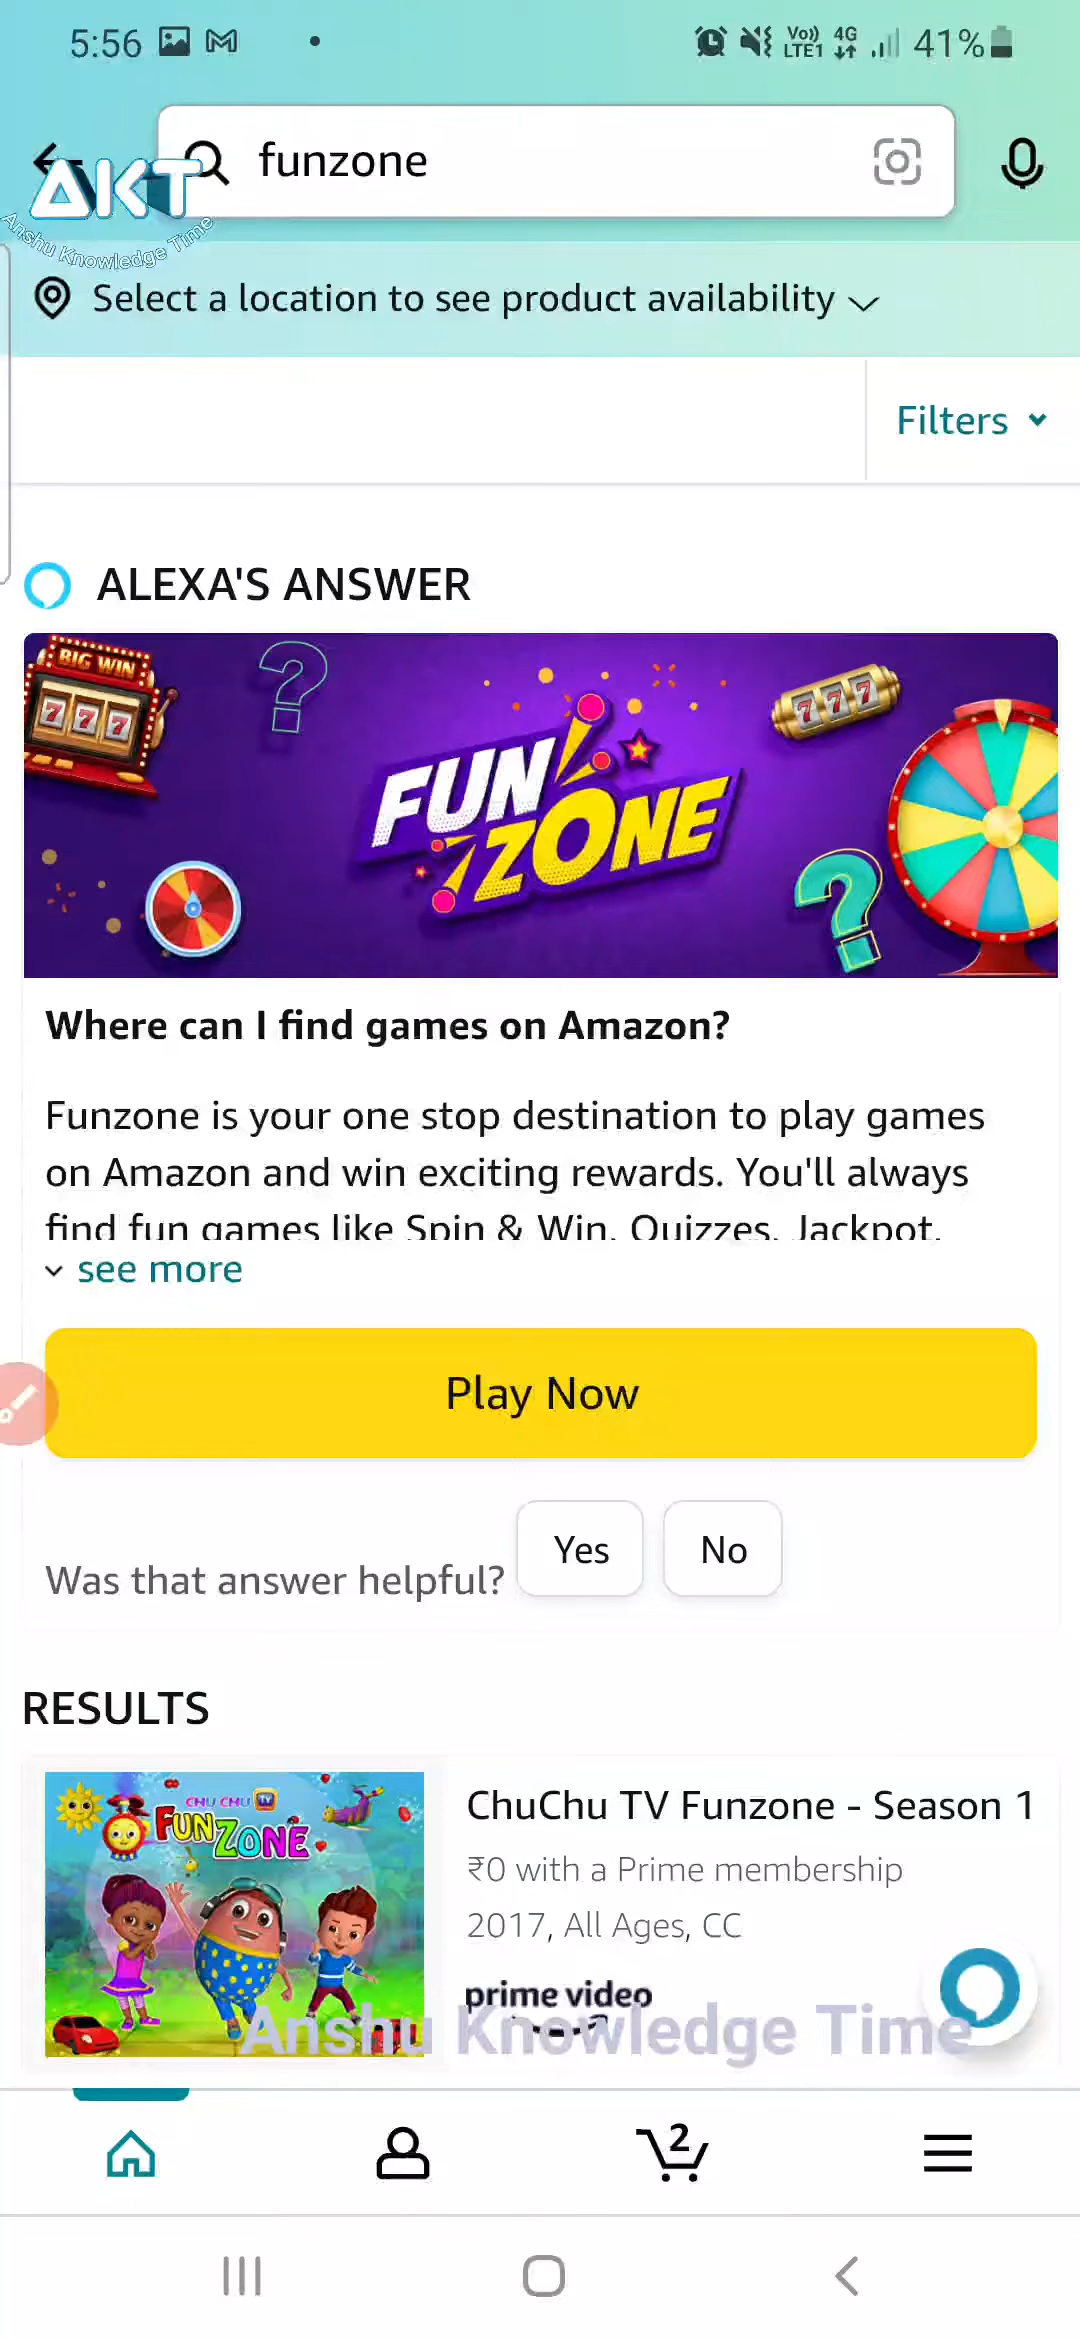 5:56
Vo)) LTE1 4G 41%
funzone
AKT
Anshu Knowledge Time
Select a location to see product availability
Filters
ALEXA'S ANSWER
BIG WIN
777
?
777
FUN ZONE
?
Where can I find games on Amazon?
Funzone is your one stop destination to play games
on Amazon and win exciting rewards. You'll always
find fun games like Spin & Win, Quizzes, Jackpot,
see more
Play Now
Was that answer helpful? Yes No
RESULTS
CHU CHU TV
FUNZONE
ChuChu TV Funzone - Season 1
₹0 with a Prime membership
2017, All Ages, CC
prime video
Anshu Knowledge Time
2